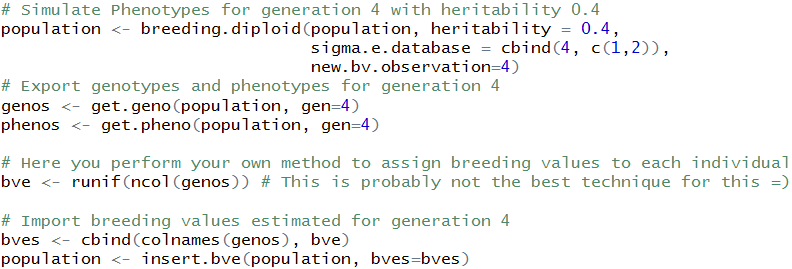 # Simulate Phenotypes for generation 4 with heritability 0.4
population <- breeding.diploid(population, heritability = 0.4,
                               sigma.e.database = cbind(4, c(1,2)),
                               new.bv.observation=4)
# Export genotypes and phenotypes for generation 4
genos <- get.geno(population, gen=4)
phenos <- get.pheno(population, gen=4)

# Here you perform your own method to assign breeding values to each individual
bve <- runif(ncol(genos)) # This is probably not the best technique for this =)

# Import breeding values estimated for generation 4
bves <- cbind(colnames(genos), bve)
population <- insert.bve(population, bves=bves)